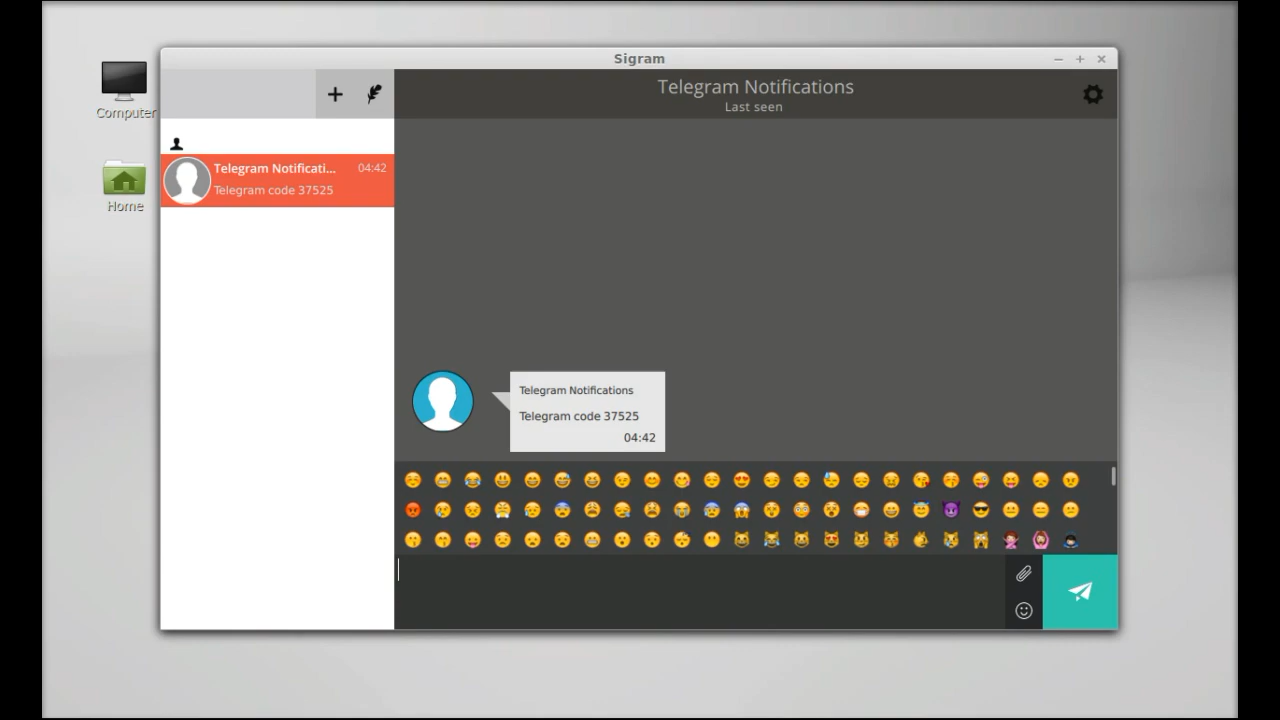 Sigram
Computer
Home
Telegram Notifications
Last seen
Telegram Notificati... 04:42
Telegram code 37525
Telegram Notifications
Telegram code 37525
04:42